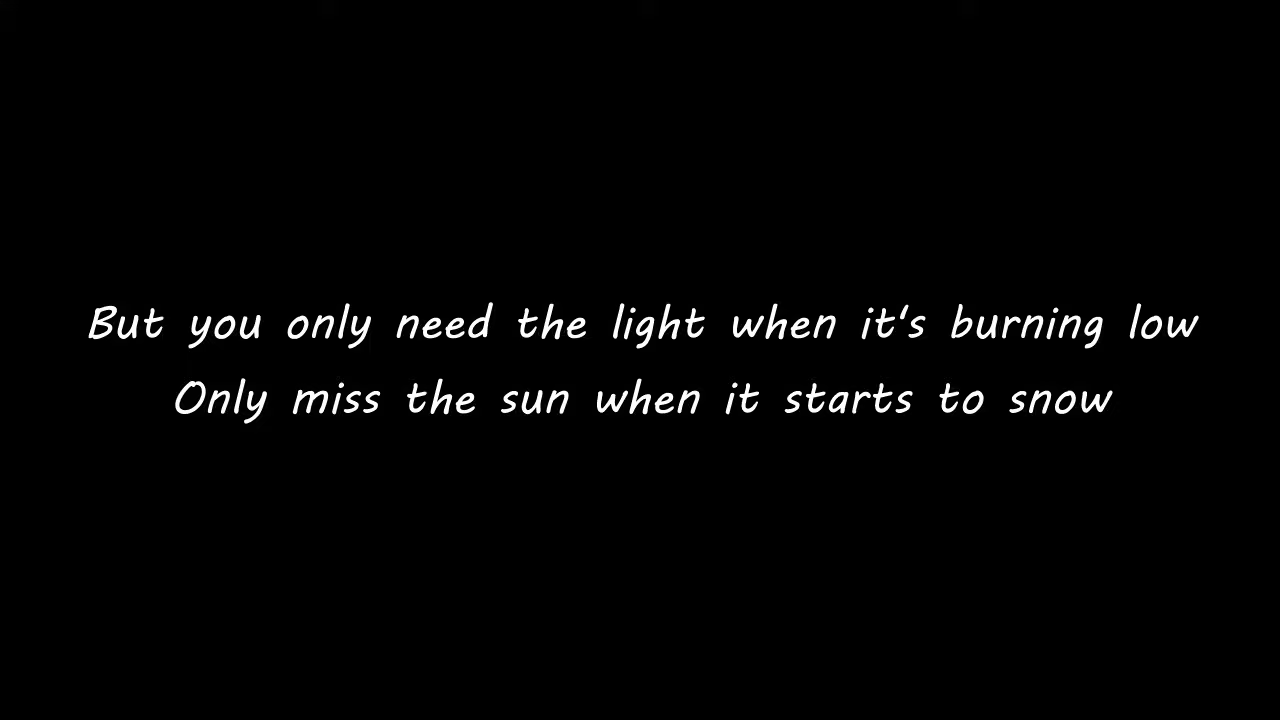 But you only need the light when it's burning low
Only miss the sun when it starts to snow